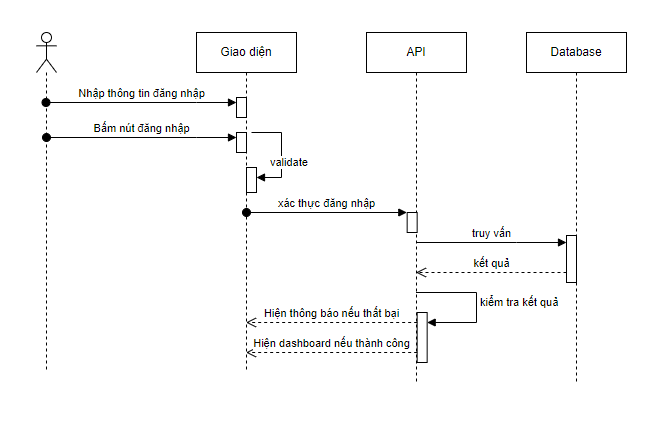 Giao diện
API
Database
Nhập thông tin đăng nhập
Bấm nút đăng nhập
validate
xác thực đăng nhập
truy vấn
kết quả
kiểm tra kết quả
Hiện thông báo nếu thất bại
Hiện dashboard nếu thành công